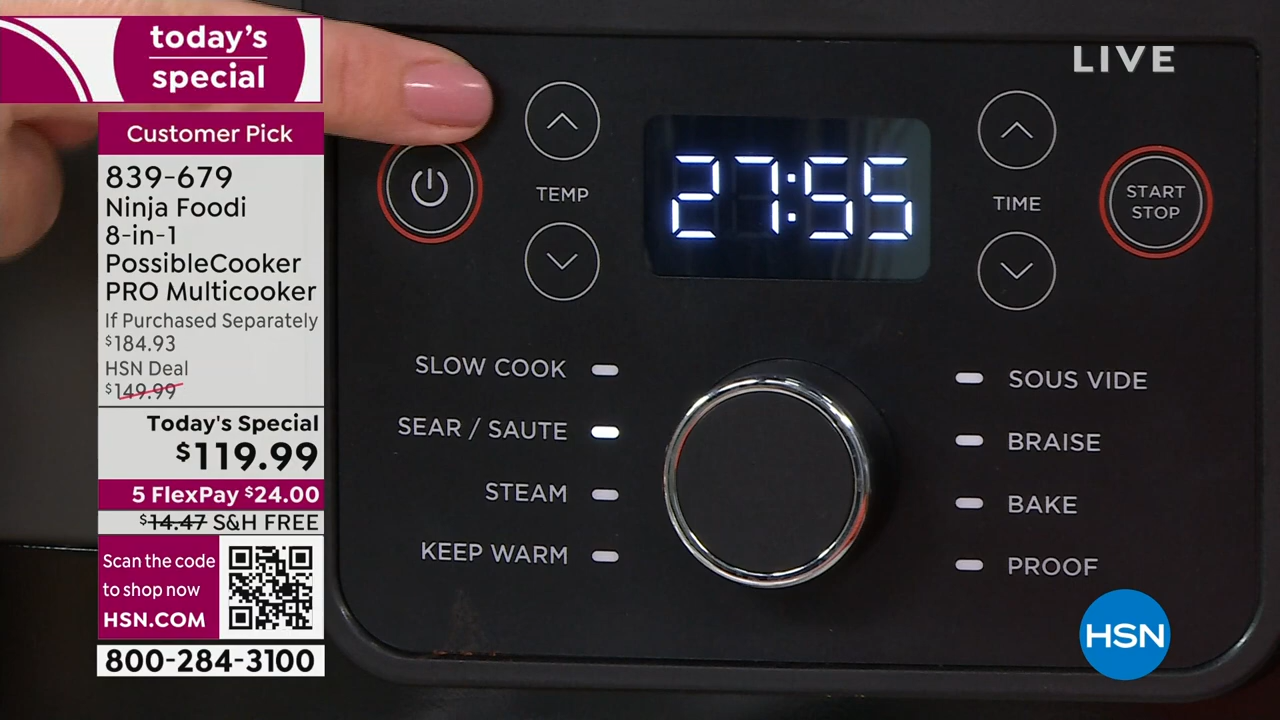 today's
special
Customer Pick
839-679
Ninja Foodi
8-in-1
PossibleCooker
PRO Multicooker
If Purchased Separately
$184.93
HSN Deal
$149.99
Today's Special
$119.99
5 FlexPay $24.00
$14.47 S&H FREE
Scan the code
to shop now
HSN.COM
800-284-3100
LIVE
TEMP
27:55
TIME
START
STOP
SLOW COOK
SEAR / SAUTE
STEAM
KEEP WARM
SOUS VIDE
BRAISE
BAKE
PROOF
HSN